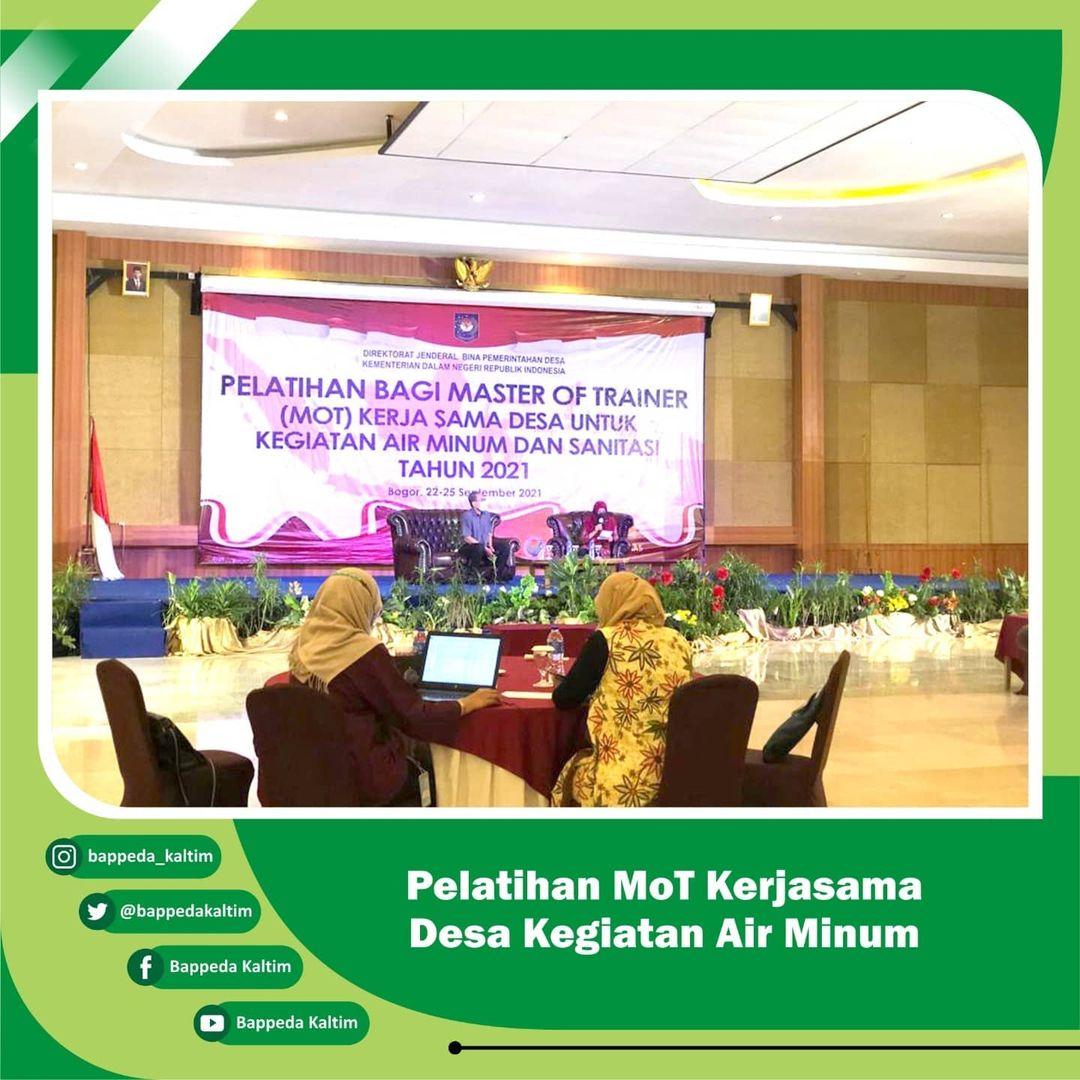 DIREKTORAT JENDERAL BINA PEMERINTAHAN DESA
KEMENTERIAN DALAM NEGERI REPUBLIK INDONESIA
PELATIHAN BAGI MASTER OF TRAINER
(MOT) KERJA SAMA DESA UNTUK
KEGIATAN AIR MINUM DAN SANITASI
TAHUN 2021
Bogor, 22-25 September 2021
bappeda_kaltim
@bappedakaltim
Bappeda Kaltim
Bappeda Kaltim
Pelatihan MoT Kerjasama
Desa Kegiatan Air Minum